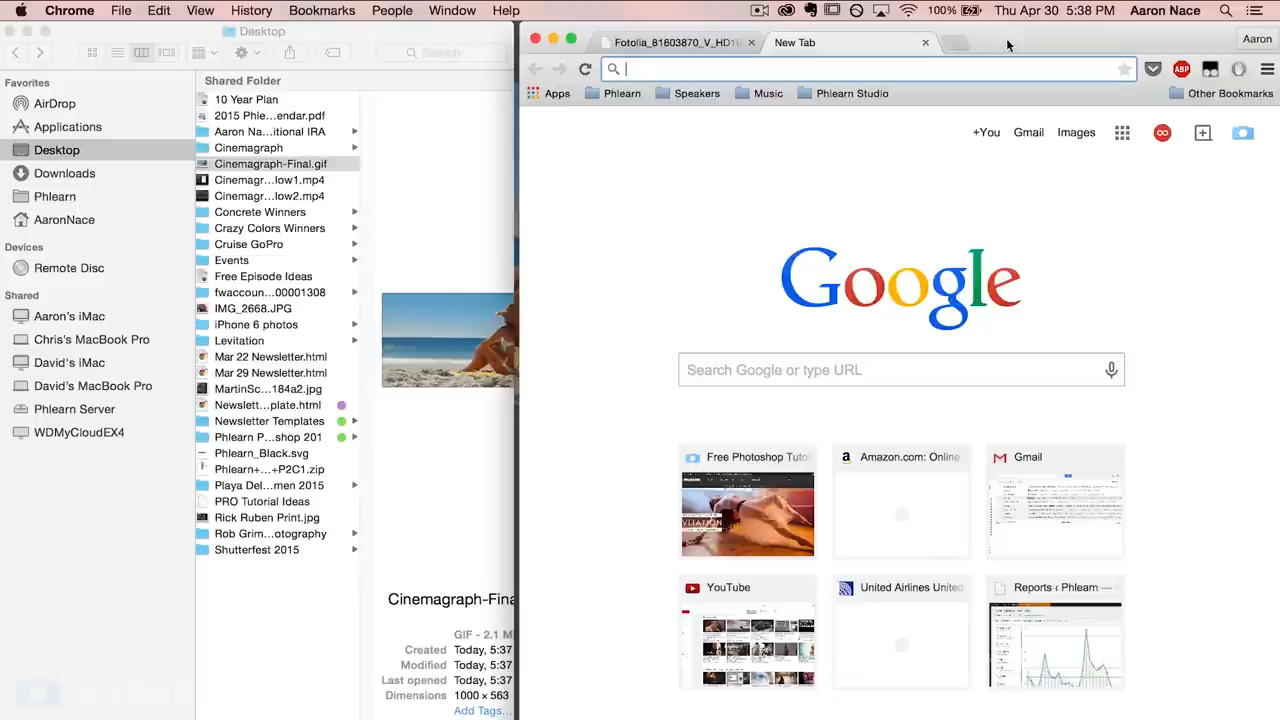 Chrome File Edit View History Bookmarks People Window Help 100% Thu Apr 30 5:38 PM Aaron Nace
Desktop
Search
Favorites
AirDrop
Applications
Desktop
Downloads
Phlearn
AaronNace
Devices
Remote Disc
Shared
Aaron's iMac
Chris's MacBook Pro
David's iMac
David's MacBook Pro
Phlearn Server
WDMyCloudEX4
Shared Folder
10 Year Plan
2015 Phle...endar.pdf
Aaron Na...itional IRA
Cinemagraph
Cinemagraph-Final.gif
Cinemagr...low1.mp4
Cinemagr...low2.mp4
Concrete Winners
Crazy Colors Winners
Cruise GoPro
Events
Free Episode Ideas
fwaccoun...00001308
IMG_2668.JPG
iPhone 6 photos
Levitation
Mar 22 Newsletter.html
Mar 29 Newsletter.html
MartinSc...184a2.jpg
Newslett...plate.html
Newsletter Templates
Phlearn P...shop 201
Phlearn_Black.svg
Phlearn+...+P2C1.zip
Playa Del...men 2015
PRO Tutorial Ideas
Rick Ruben Print.jpg
Rob Grim...otography
Shutterfest 2015
Cinemagraph-Fina
GIF - 2.1 M
Created Today, 5:37
Modified Today, 5:37
Last opened Today, 5:37
Dimensions 1000 × 563
Add Tags...
Fotolia_81603870_V_HD1
New Tab
Aaron
ABP
Apps Phlearn Speakers Music Phlearn Studio Other Bookmarks
+You Gmail Images
Google
Search Google or type URL
Free Photoshop Tuto
Amazon.com: Online
Gmail
VITATION
YouTube
United Airlines United
Reports ‹ Phlearn —